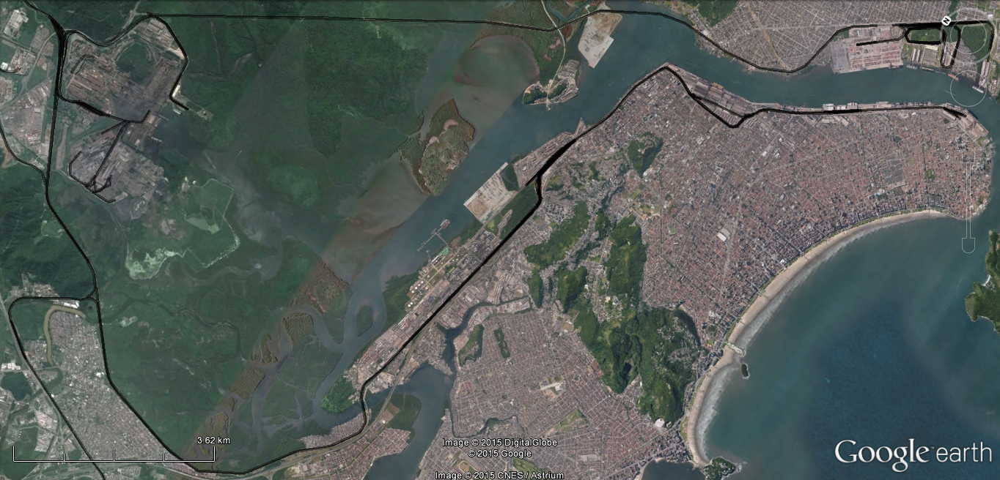 N
3.62 km
Image © 2015 DigitalGlobe
© 2015 Google
Image © 2015 CNES / Astrium
Google earth